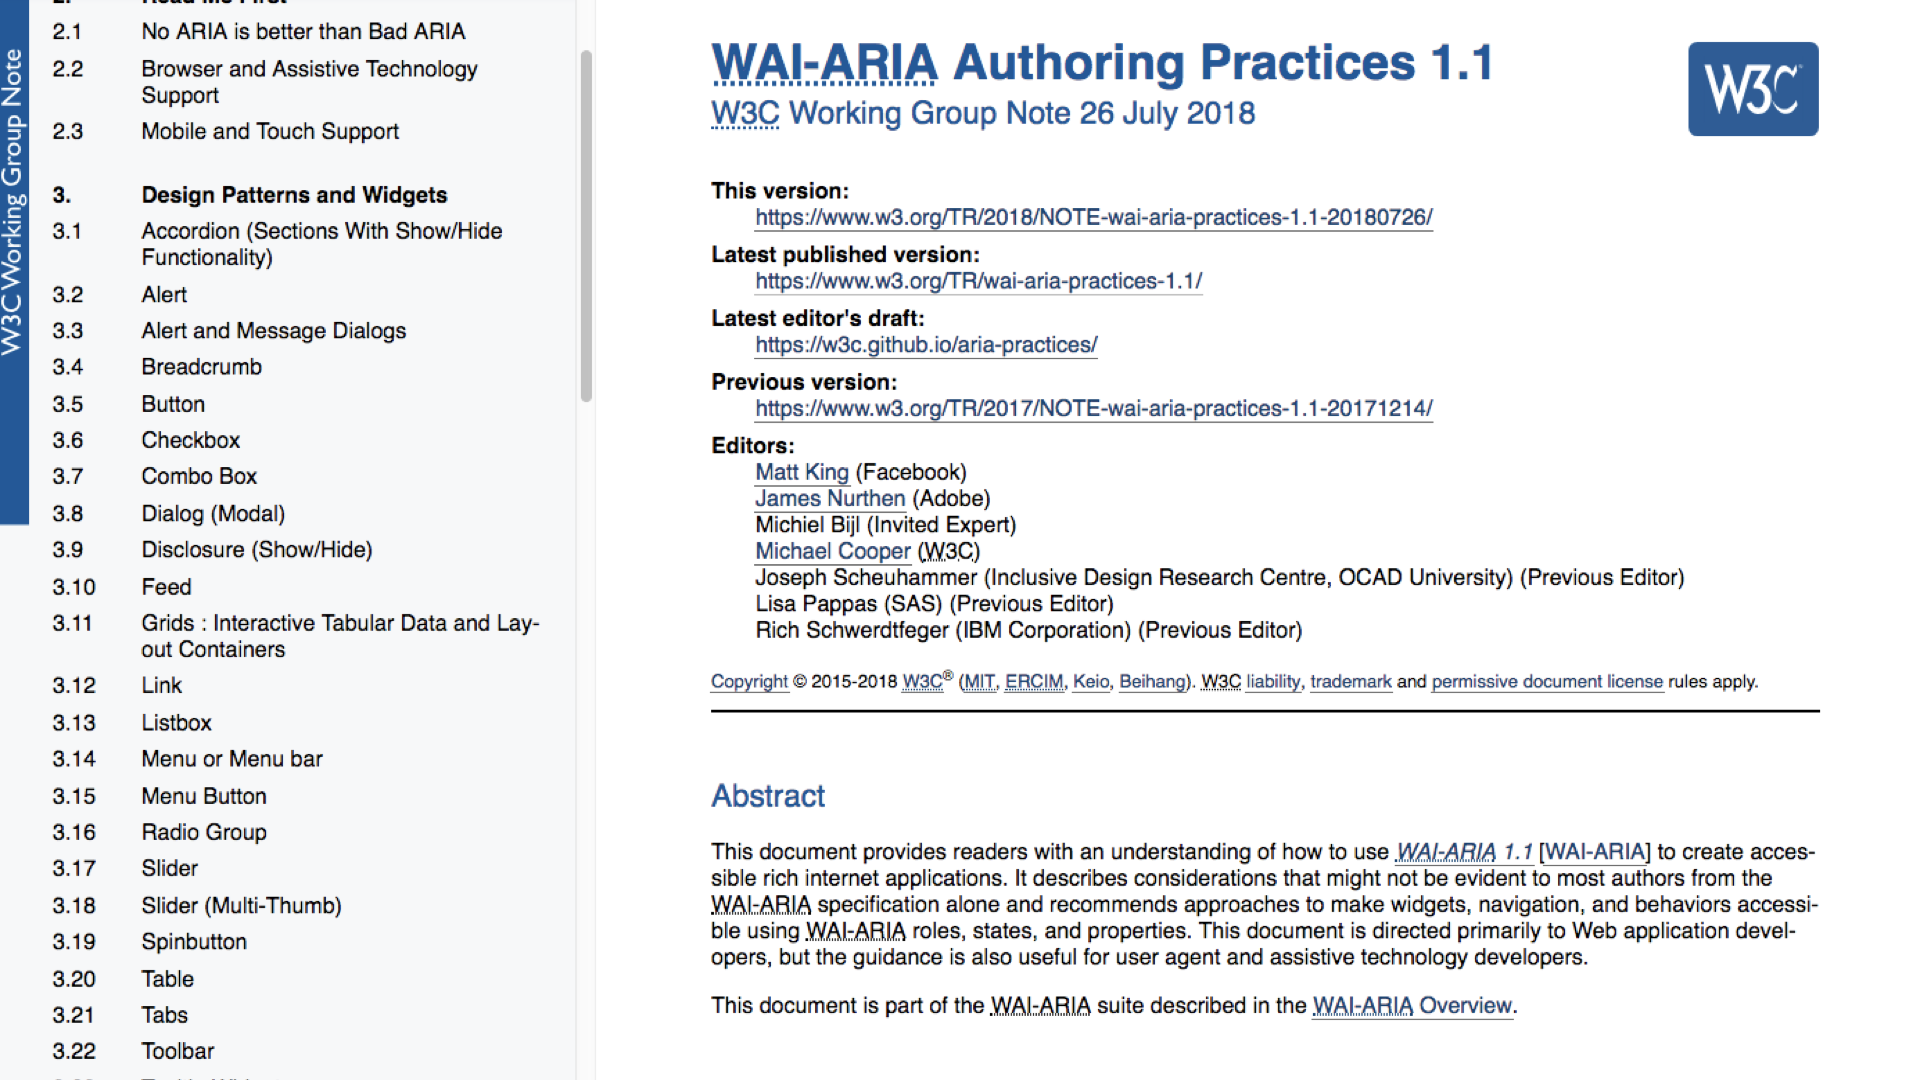 W3C Working Group Note
2.1 No ARIA is better than Bad ARIA
2.2 Browser and Assistive Technology
Support
2.3 Mobile and Touch Support
3. Design Patterns and Widgets
3.1 Accordion (Sections With Show/Hide
Functionality)
3.2 Alert
3.3 Alert and Message Dialogs
3.4 Breadcrumb
3.5 Button
3.6 Checkbox
3.7 Combo Box
3.8 Dialog (Modal)
3.9 Disclosure (Show/Hide)
3.10 Feed
3.11 Grids : Interactive Tabular Data and Lay-
out Containers
3.12 Link
3.13 Listbox
3.14 Menu or Menu bar
3.15 Menu Button
3.16 Radio Group
3.17 Slider
3.18 Slider (Multi-Thumb)
3.19 Spinbutton
3.20 Table
3.21 Tabs
3.22 Toolbar
WAI-ARIA Authoring Practices 1.1
W3C
W3C Working Group Note 26 July 2018
This version:
https://www.w3.org/TR/2018/NOTE-wai-aria-practices-1.1-20180726/
Latest published version:
https://www.w3.org/TR/wai-aria-practices-1.1/
Latest editor's draft:
https://w3c.github.io/aria-practices/
Previous version:
https://www.w3.org/TR/2017/NOTE-wai-aria-practices-1.1-20171214/
Editors:
Matt King (Facebook)
James Nurthen (Adobe)
Michiel Bijl (Invited Expert)
Michael Cooper (W3C)
Joseph Scheuhammer (Inclusive Design Research Centre, OCAD University) (Previous Editor)
Lisa Pappas (SAS) (Previous Editor)
Rich Schwerdtfeger (IBM Corporation) (Previous Editor)
Copyright © 2015-2018 W3C® (MIT, ERCIM, Keio, Beihang). W3C liability, trademark and permissive document license rules apply.
Abstract
This document provides readers with an understanding of how to use WAI-ARIA 1.1 [WAI-ARIA] to create acces-
sible rich internet applications. It describes considerations that might not be evident to most authors from the
WAI-ARIA specification alone and recommends approaches to make widgets, navigation, and behaviors accessi-
ble using WAI-ARIA roles, states, and properties. This document is directed primarily to Web application devel-
opers, but the guidance is also useful for user agent and assistive technology developers.
This document is part of the WAI-ARIA suite described in the WAI-ARIA Overview.